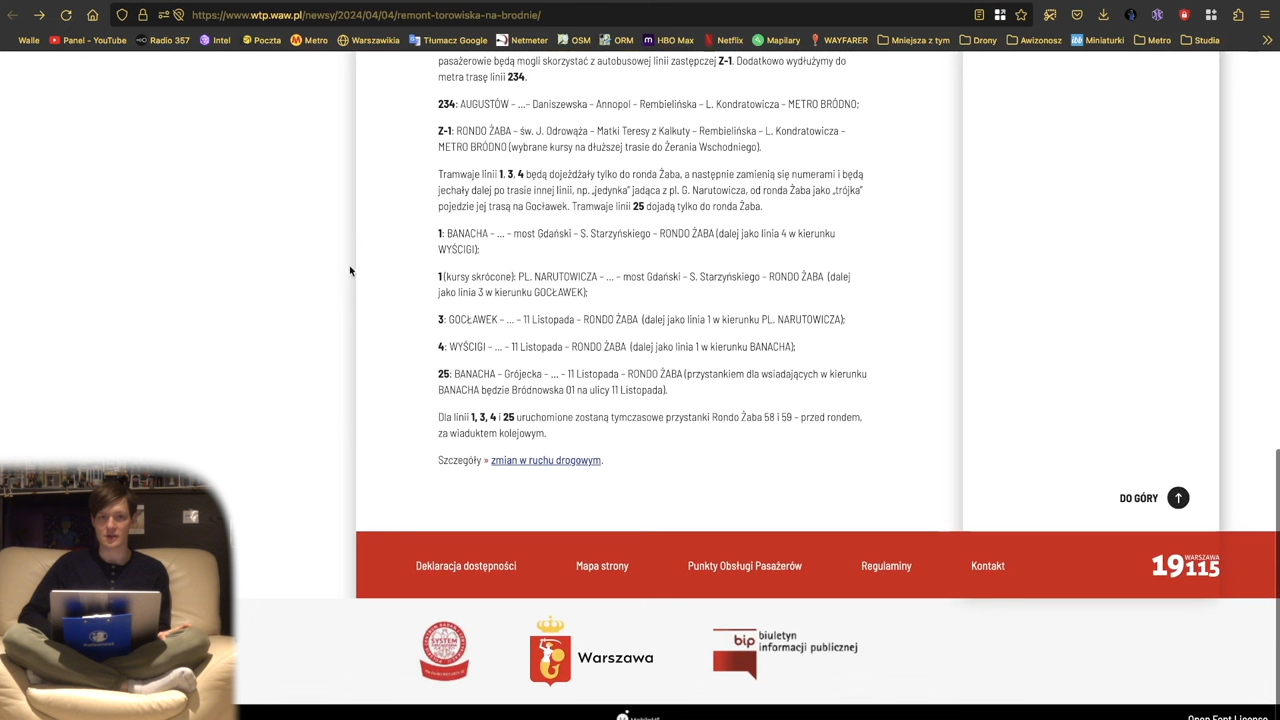 https://www.wtp.waw.pl/newsy/2024/04/04/remont-torowiska-na-brodnie/
Walle Panel - YouTube Radio 357 Intel Poczta Metro Warszawikia Tłumacz Google Netmeter OSM ORM HBO Max Netflix Mapilary WAYFARER Mniejsza z tym Drony Awizonosz Miniaturki Metro Studia
pasażerowie będą mogli skorzystać z autobusowej linii zastępczej Z-1. Dodatkowo wydłużymy do
metra trasę linii 234.
234: AUGUSTÓW – …– Daniszewska – Annopol – Rembielińska – L. Kondratowicza – METRO BRÓDNO;
Z-1: RONDO ŻABA – św. J. Odrowąża – Matki Teresy z Kalkuty – Rembielińska – L. Kondratowicza –
METRO BRÓDNO (wybrane kursy na dłuższej trasie do Żerania Wschodniego).
Tramwaje linii 1, 3, 4 będą dojeżdżały tylko do ronda Żaba, a następnie zamienią się numerami i będą
jechały dalej po trasie innej linii, np. „jedynka” jadąca z pl. G. Narutowicza, od ronda Żaba jako „trójka”
pojedzie jej trasą na Gocławek. Tramwaje linii 25 dojadą tylko do ronda Żaba.
1: BANACHA – … – most Gdański – S. Starzyńskiego – RONDO ŻABA (dalej jako linia 4 w kierunku
WYŚCIGI);
1 (kursy skrócone): PL. NARUTOWICZA – … – most Gdański – S. Starzyńskiego – RONDO ŻABA (dalej
jako linia 3 w kierunku GOCŁAWEK);
3: GOCŁAWEK – … – 11 Listopada – RONDO ŻABA (dalej jako linia 1 w kierunku PL. NARUTOWICZA);
4: WYŚCIGI – … – 11 Listopada – RONDO ŻABA (dalej jako linia 1 w kierunku BANACHA);
25: BANACHA – Grójecka – … – 11 Listopada – RONDO ŻABA (przystankiem dla wsiadających w kierunku
BANACHA będzie Bródnowska 01 na ulicy 11 Listopada).
Dla linii 1, 3, 4 i 25 uruchomione zostaną tymczasowe przystanki Rondo Żaba 58 i 59 – przed rondem,
za wiaduktem kolejowym.
Szczegóły » zmian w ruchu drogowym.
DO GÓRY
Deklaracja dostępności Mapa strony Punkty Obsługi Pasażerów Regulaminy Kontakt
WARSZAWA
19115
SYSTEM
Warszawa
bip biuletyn
informacji publicznej
Open Font License